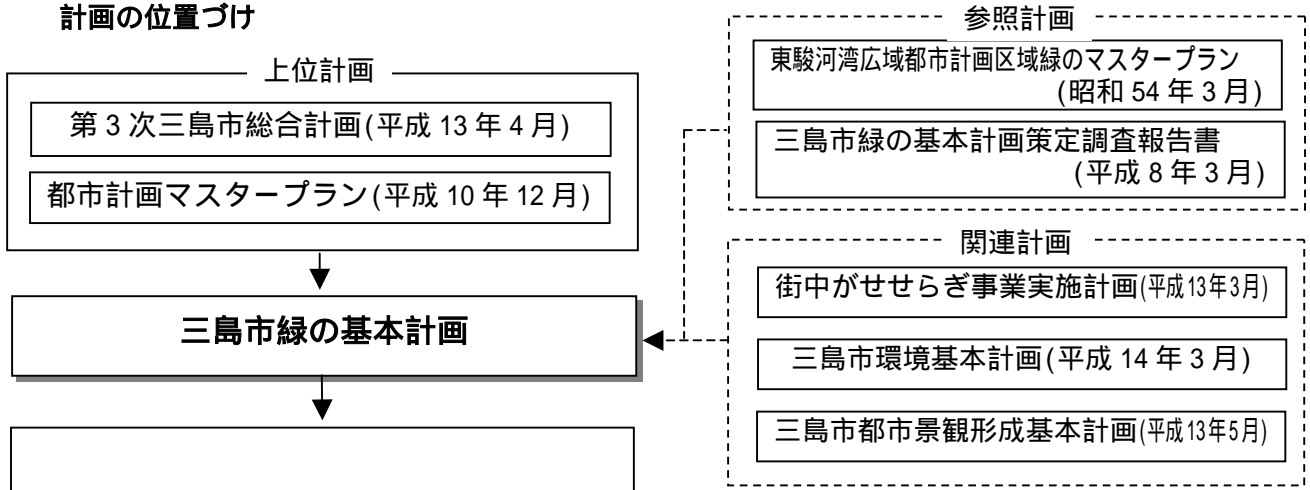 計画の位置づけ
上位計画
第3次三島市総合計画(平成13年4月)
都市計画マスタープラン(平成10年12月)
三島市緑の基本計画
参照計画
東駿河湾広域都市計画区域緑のマスタープラン
(昭和54年3月)
三島市緑の基本計画策定調査報告書
(平成8年3月)
関連計画
街中がせせらぎ事業実施計画(平成13年3月)
三島市環境基本計画(平成14年3月)
三島市都市景観形成基本計画(平成13年5月)